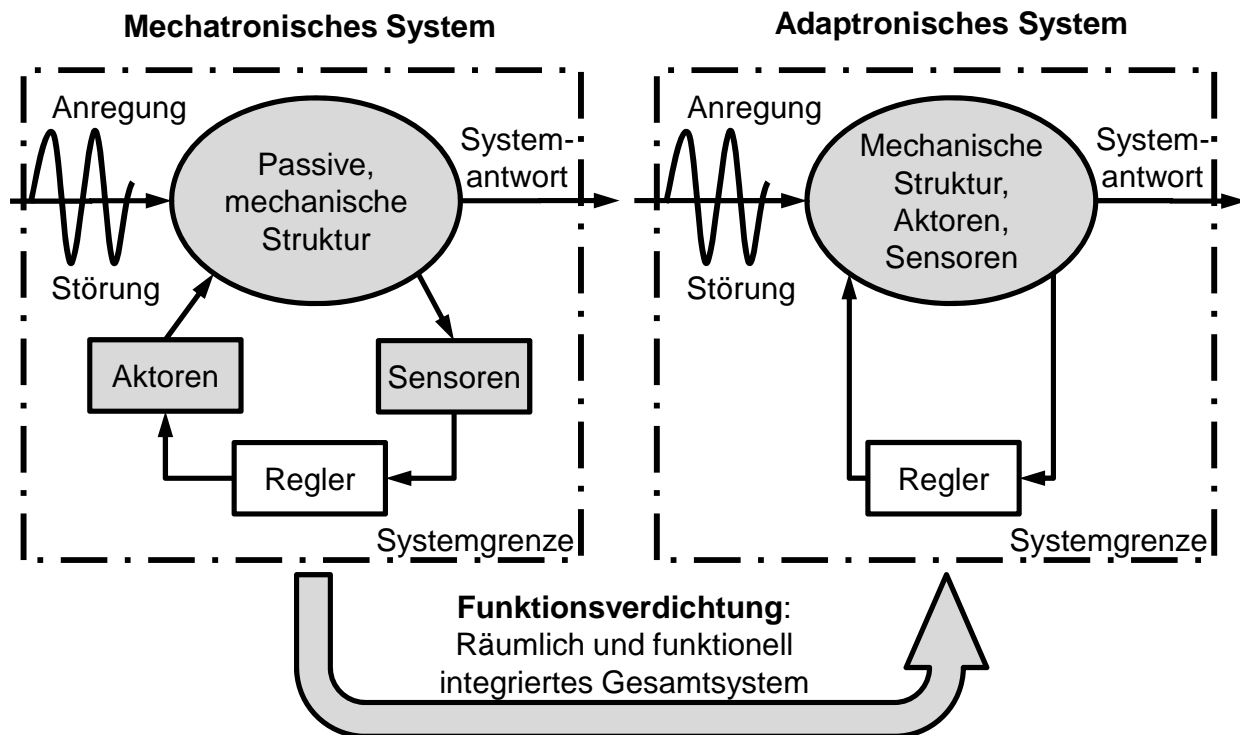 Mechatronisches System
Anregung
Störung
Passive,
mechanische
Struktur
System-
antwort
Aktoren
Sensoren
Regler
Systemgrenze
Adaptronisches System
Anregung
Störung
Mechanische
Struktur,
Aktoren,
Sensoren
System-
antwort
Regler
Systemgrenze
Funktionsverdichtung:
Räumlich und funktionell
integriertes Gesamtsystem